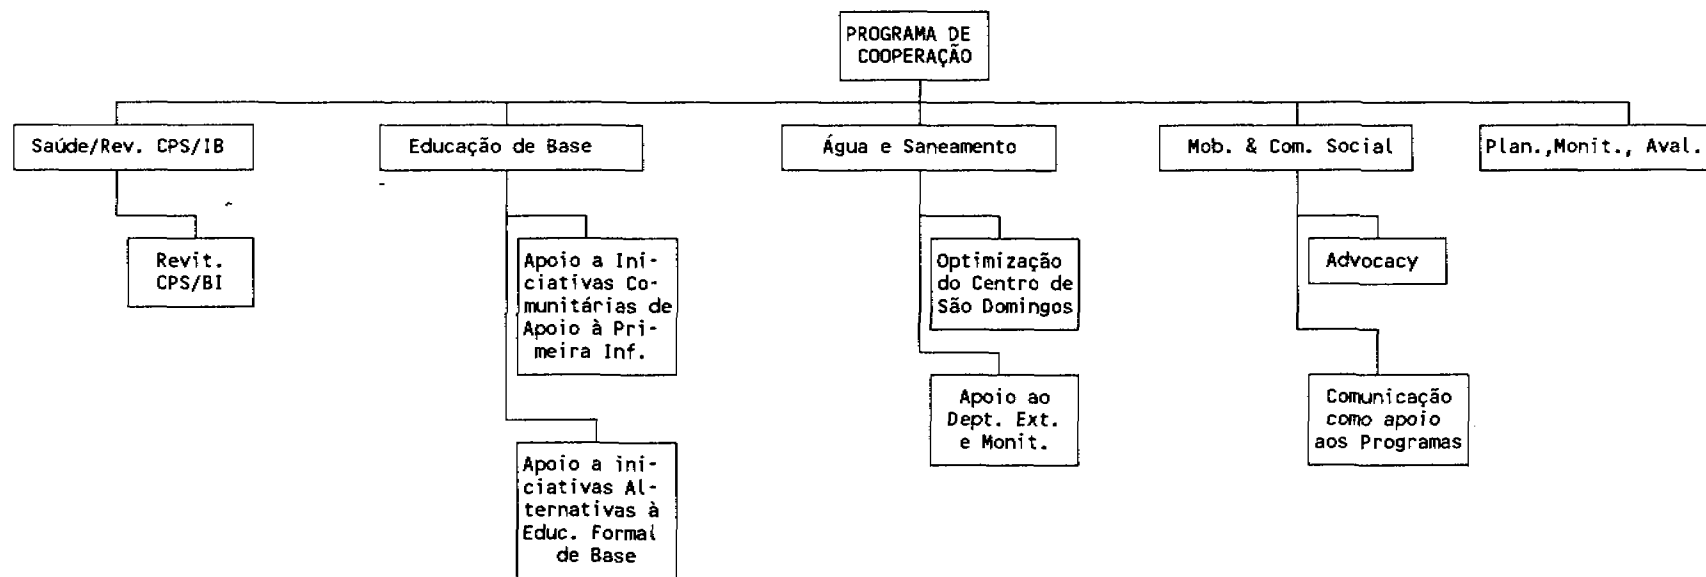 PROGRAMA DE
COOPERAÇÃO
Saúde/Rev. CPS/IB
Educação de Base
Água e Saneamento
Mob. & Com. Social
Plan.,Monit., Aval.
Revit.
CPS/BI
Apoio a Ini-
ciativas Co-
munitárias de
Apoio à Pri-
meira Inf.
Optimização
do Centro de
São Domingos
Advocacy
Apoio ao
Dept. Ext.
e Monit.
Comunicação
como apoio
aos Programas
Apoio a ini-
ciativas Al-
ternativas à
Educ. Formal
de Base